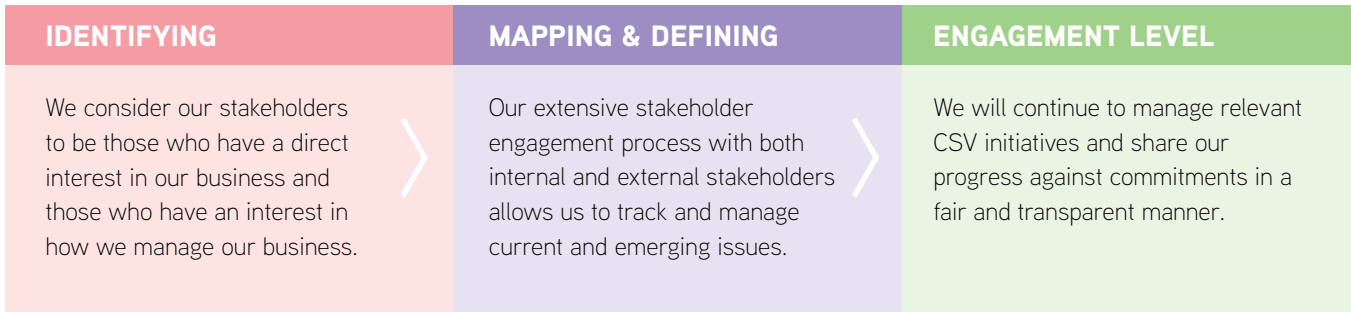 IDENTIFYING
We consider our stakeholders
to be those who have a direct
interest in our business and
those who have an interest in
how we manage our business.
MAPPING & DEFINING
Our extensive stakeholder
engagement process with both
internal and external stakeholders
allows us to track and manage
current and emerging issues.
ENGAGEMENT LEVEL
We will continue to manage relevant
CSV initiatives and share our
progress against commitments in a
fair and transparent manner.